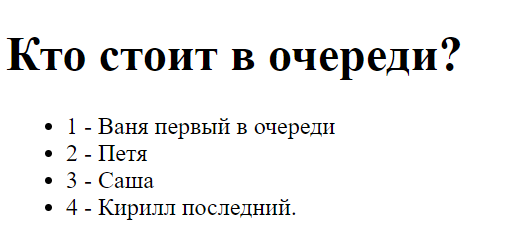 Кто стоит в очереди?
• 1 - Ваня первый в очереди
• 2 - Петя
• 3 - Саша
• 4 - Кирилл последний.